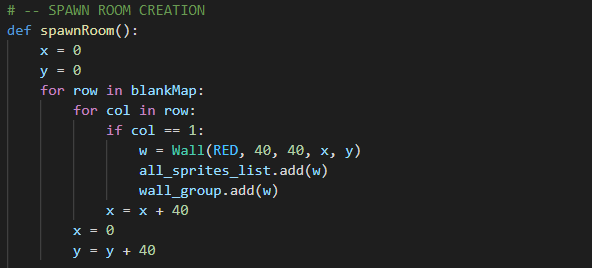 # -- SPAWN ROOM CREATION
def spawnRoom():
    x = 0
    y = 0
    for row in blankMap:
        for col in row:
            if col == 1:
                w = Wall(RED, 40, 40, x, y)
                all_sprites_list.add(w)
                wall_group.add(w)
            x = x + 40
        x = 0
        y = y + 40